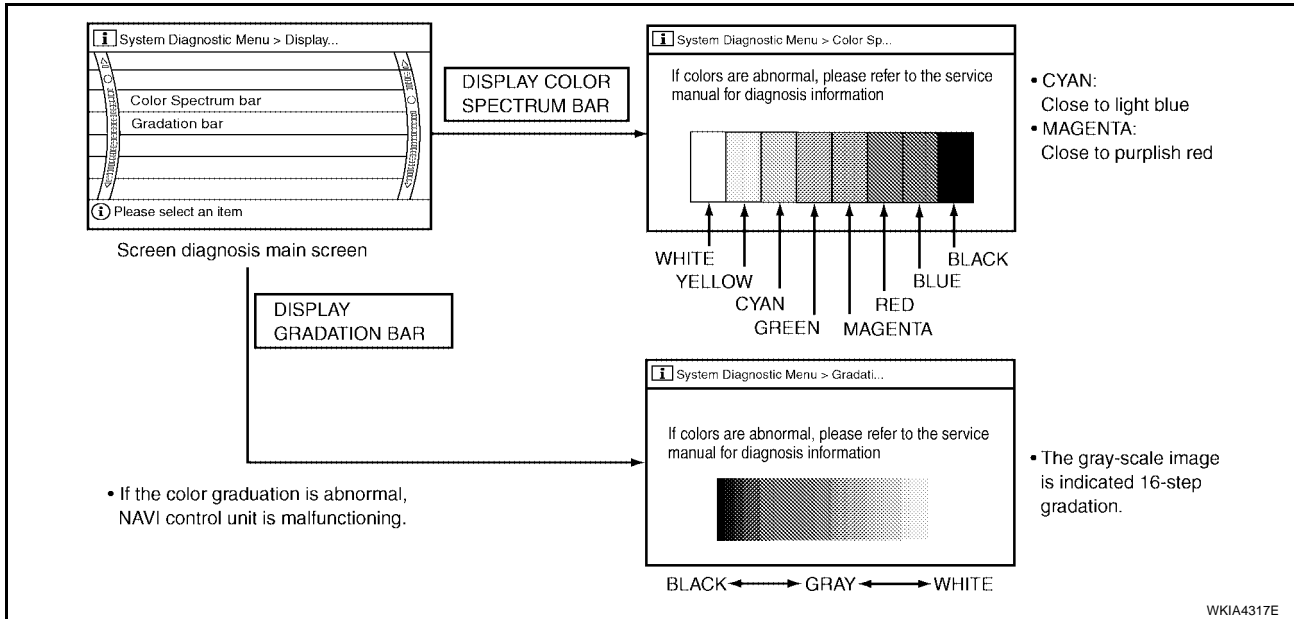 i System Diagnostic Menu > Display...
Color Spectrum bar
Gradation bar
i Please select an item
Screen diagnosis main screen
DISPLAY COLOR
SPECTRUM BAR
i System Diagnostic Menu > Color Sp...
If colors are abnormal, please refer to the service
manual for diagnosis information
WHITE
YELLOW
CYAN
GREEN
MAGENTA
RED
BLUE
BLACK
• CYAN:
Close to light blue
• MAGENTA:
Close to purplish red
DISPLAY
GRADATION BAR
• If the color graduation is abnormal,
NAVI control unit is malfunctioning.
i System Diagnostic Menu > Gradati...
If colors are abnormal, please refer to the service
manual for diagnosis information
BLACK GRAY WHITE
• The gray-scale image
is indicated 16-step
gradation.
WKIA4317E